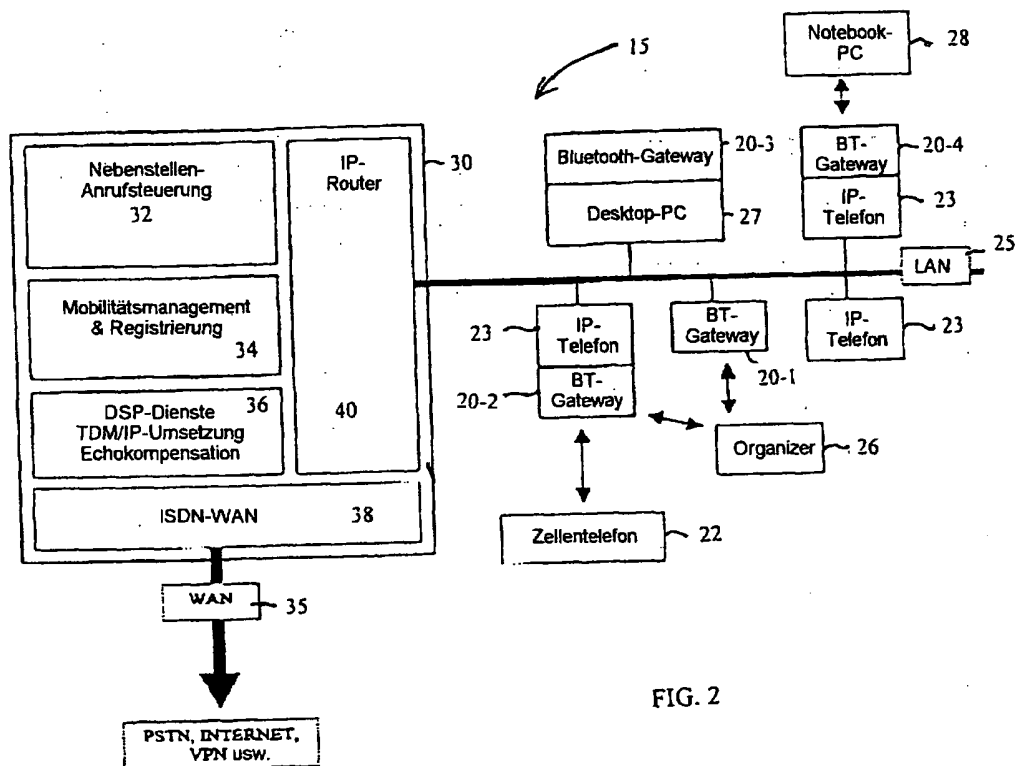 15
Notebook-
PC
28
Nebenstellen-
Anrufsteuerung
32
IP-
Router
30
Bluetooth-Gateway
20-3
Desktop-PC
27
BT-
Gateway
20-4
IP-
Telefon
23
25
LAN
Mobilitätsmanagement
& Registrierung
34
23
IP-
Telefon
BT-
Gateway
20-2
BT-
Gateway
20-1
IP-
Telefon
23
DSP-Dienste
36
TDM/IP-Umsetzung
Echokompensation
40
Organizer
26
ISDN-WAN
38
Zellentelefon
22
WAN
35
FIG. 2
PSTN, INTERNET,
VPN usw.